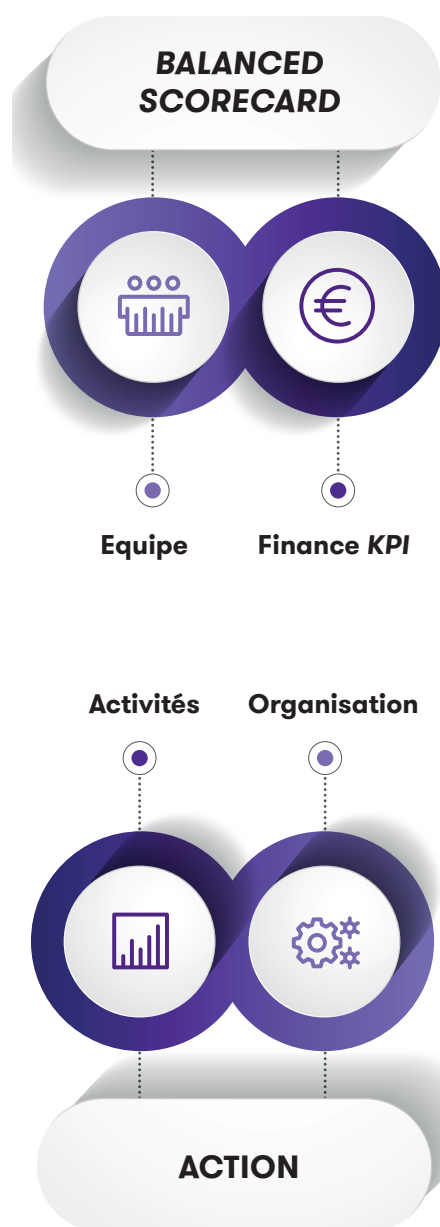 BALANCED
SCORECARD
Equipe
Finance KPI
Activités
Organisation
ACTION